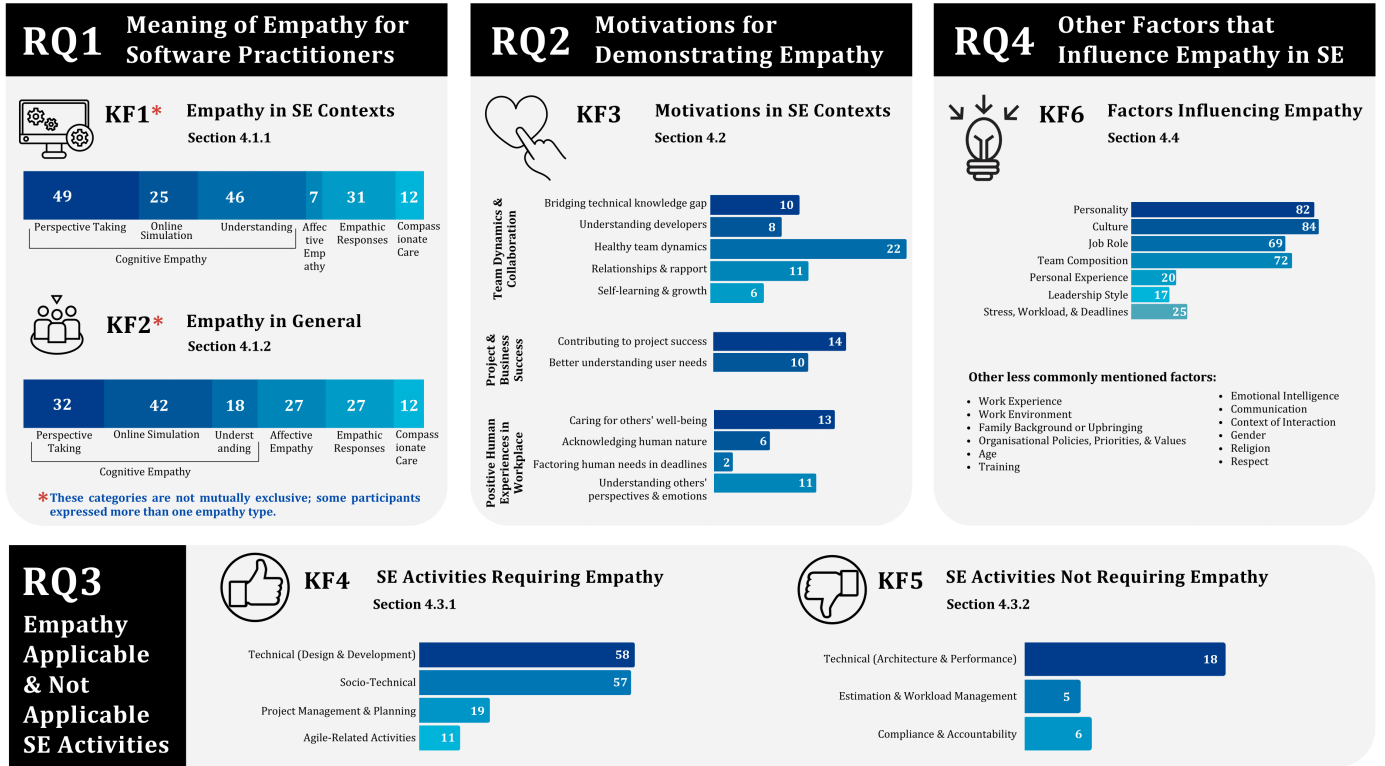 RQ1
Meaning of Empathy for
Software Practitioners
KF1*
Empathy in SE Contexts
Section 4.1.1
49
25
46
7
31
12
Perspective Taking
Online
Simulation
Understanding
Affec
tive
Emp
athy
Empathic
Responses
Compass
ionate
Care
Cognitive Empathy
KF2*
Empathy in General
Section 4.1.2
32
42
18
27
27
12
Perspective
Taking
Online Simulation
Underst
anding
Affective
Empathy
Empathic
Responses
Compass
ionate
Care
Cognitive Empathy
*These categories are not mutually exclusive; some participants
expressed more than one empathy type.
RQ2
Motivations for
Demonstrating Empathy
KF3
Motivations in SE Contexts
Section 4.2
Team Dynamics &
Collaboration
Bridging technical knowledge gap
10
Understanding developers
8
Healthy team dynamics
22
Relationships & rapport
11
Self-learning & growth
6
Project &
Business
Success
Contributing to project success
14
Better understanding user needs
10
Positive Human
Experiences in
Workplace
Caring for others' well-being
13
Acknowledging human nature
6
Factoring human needs in deadlines
2
Understanding others'
perspectives & emotions
11
RQ4
Other Factors that
Influence Empathy in SE
KF6
Factors Influencing Empathy
Section 4.4
Personality
82
Culture
84
Job Role
69
Team Composition
72
Personal Experience
20
Leadership Style
17
Stress, Workload, & Deadlines
25
Other less commonly mentioned factors:
• Work Experience
• Work Environment
• Family Background or Upbringing
• Organisational Policies, Priorities, & Values
• Age
• Training
• Emotional Intelligence
• Communication
• Context of Interaction
• Gender
• Religion
• Respect
RQ3
Empathy
Applicable
& Not
Applicable
SE Activities
KF4
SE Activities Requiring Empathy
Section 4.3.1
Technical (Design & Development)
58
Socio-Technical
57
Project Management & Planning
19
Agile-Related Activities
11
KF5
SE Activities Not Requiring Empathy
Section 4.3.2
Technical (Architecture & Performance)
18
Estimation & Workload Management
5
Compliance & Accountability
6